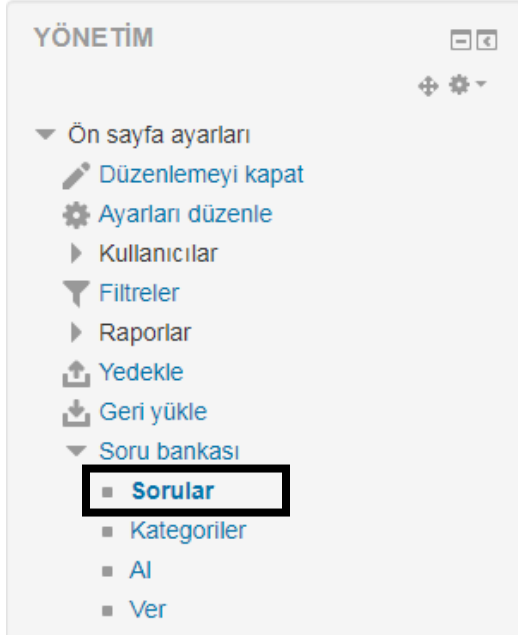 YÖNETİM
Ön sayfa ayarları
Düzenlemeyi kapat
Ayarları düzenle
Kullanıcılar
Filtreler
Raporlar
Yedekle
Geri yükle
Soru bankası
Sorular
Kategoriler
Al
Ver